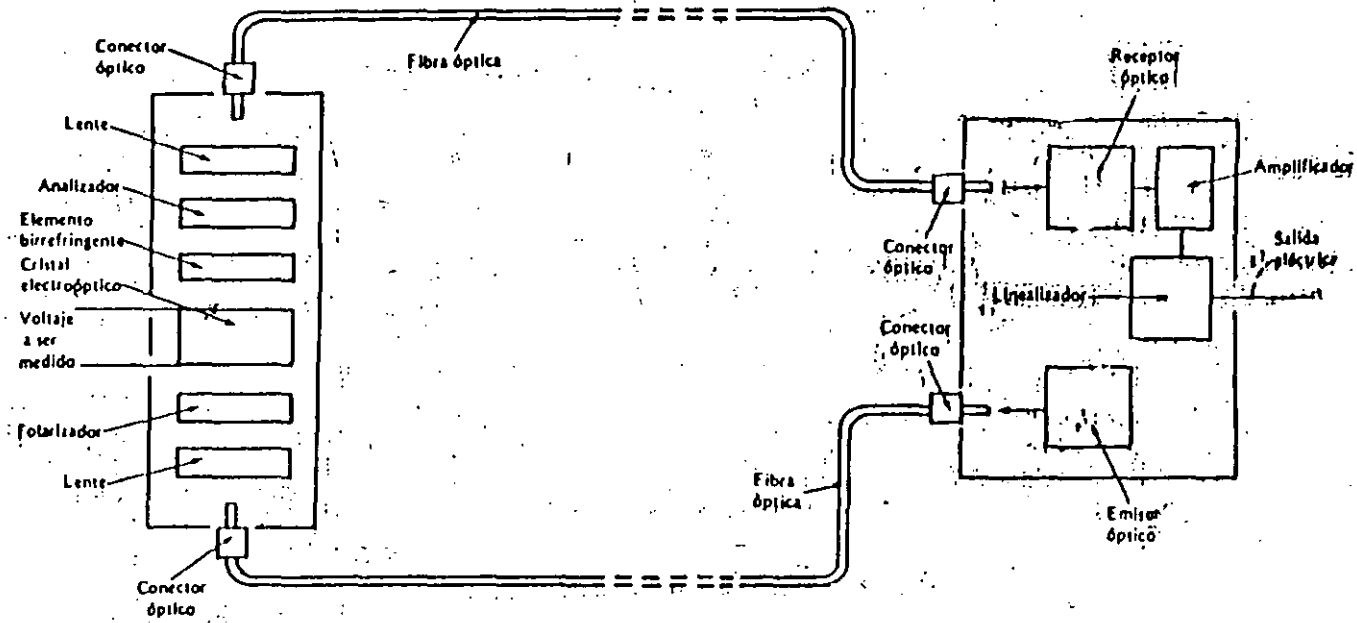 Conector
óptico
Fibra óptica
Lente
Analizador
Elemento
birrefringente
Cristal
electroóptico
Voltaje
a ser
medido
Polarizador
Lente
Conector
óptico
Receptor
óptico
Amplificador
Conector
óptico
Salida
eléctrica
Linealizador
Conector
óptico
Fibra
óptica
Emisor
óptico